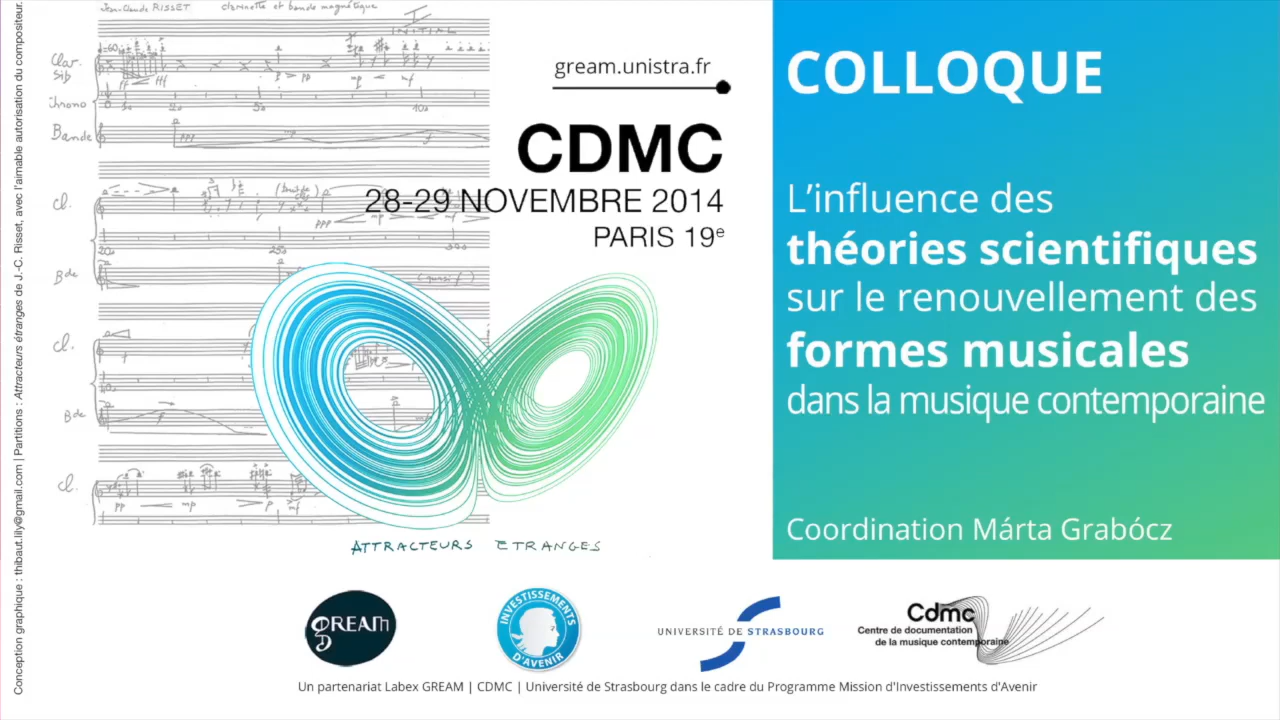 Jean-Claude RISSET clarinette et bande magnétique
INITIAL
gream.unistra.fr
CDMC
28-29 NOVEMBRE 2014
PARIS 19e
COLLOQUE
L’influence des
théories scientifiques
sur le renouvellement des
formes musicales
dans la musique contemporaine
Coordination Márta Grabócz
Clar.
Sib
Chrono
Bande
cl.
Bde
cl.
Bde
cl.
ATTRACTEURS ETRANGES
GREAM
INVESTISSEMENTS
D'AVENIR
UNIVERSITÉ DE STRASBOURG
Cdmc
Centre de documentation
de la musique contemporaine
Un partenariat Labex GREAM | CDMC | Université de Strasbourg dans le cadre du Programme Mission d'Investissements d'Avenir
Conception graphique : thibaut.lily@gmail.com | Partitions : Attracteurs étranges de J.-C. Risset, avec l'aimable autorisation du compositeur.